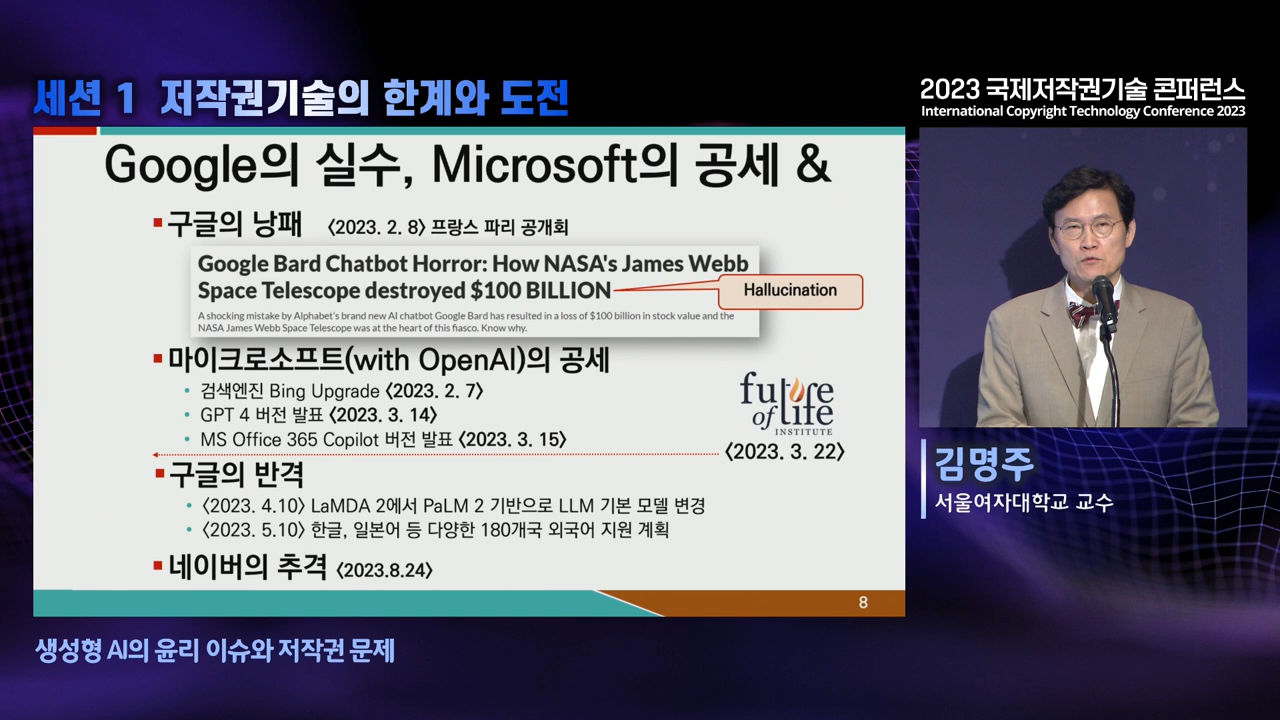 세션 1 저작권기술의 한계와 도전
2023 국제저작권기술 콘퍼런스
International Copyright Technology Conference 2023
Google의 실수, Microsoft의 공세 &
구글의 낭패 〈2023. 2. 8〉 프랑스 파리 공개회
Google Bard Chatbot Horror: How NASA's James Webb
Space Telescope destroyed $100 BILLION
Hallucination
A shocking mistake by Alphabet's brand new AI chatbot Google Bard has resulted in a loss of $100 billion in stock value and the
NASA James Webb Space Telescope was at the heart of this fiasco. Know why.
마이크로소프트(with OpenAI)의 공세
• 검색엔진 Bing Upgrade 〈2023. 2. 7〉
• GPT 4 버전 발표 〈2023. 3. 14〉
• MS Office 365 Copilot 버전 발표 〈2023. 3. 15〉
future
of life
INSTITUTE
〈2023. 3. 22〉
구글의 반격
• 〈2023. 4.10〉 LaMDA 2에서 PaLM 2 기반으로 LLM 기본 모델 변경
• 〈2023. 5.10〉 한글, 일본어 등 다양한 180개국 외국어 지원 계획
네이버의 추격 〈2023.8.24〉
8
김명주
서울여자대학교 교수
생성형 AI의 윤리 이슈와 저작권 문제